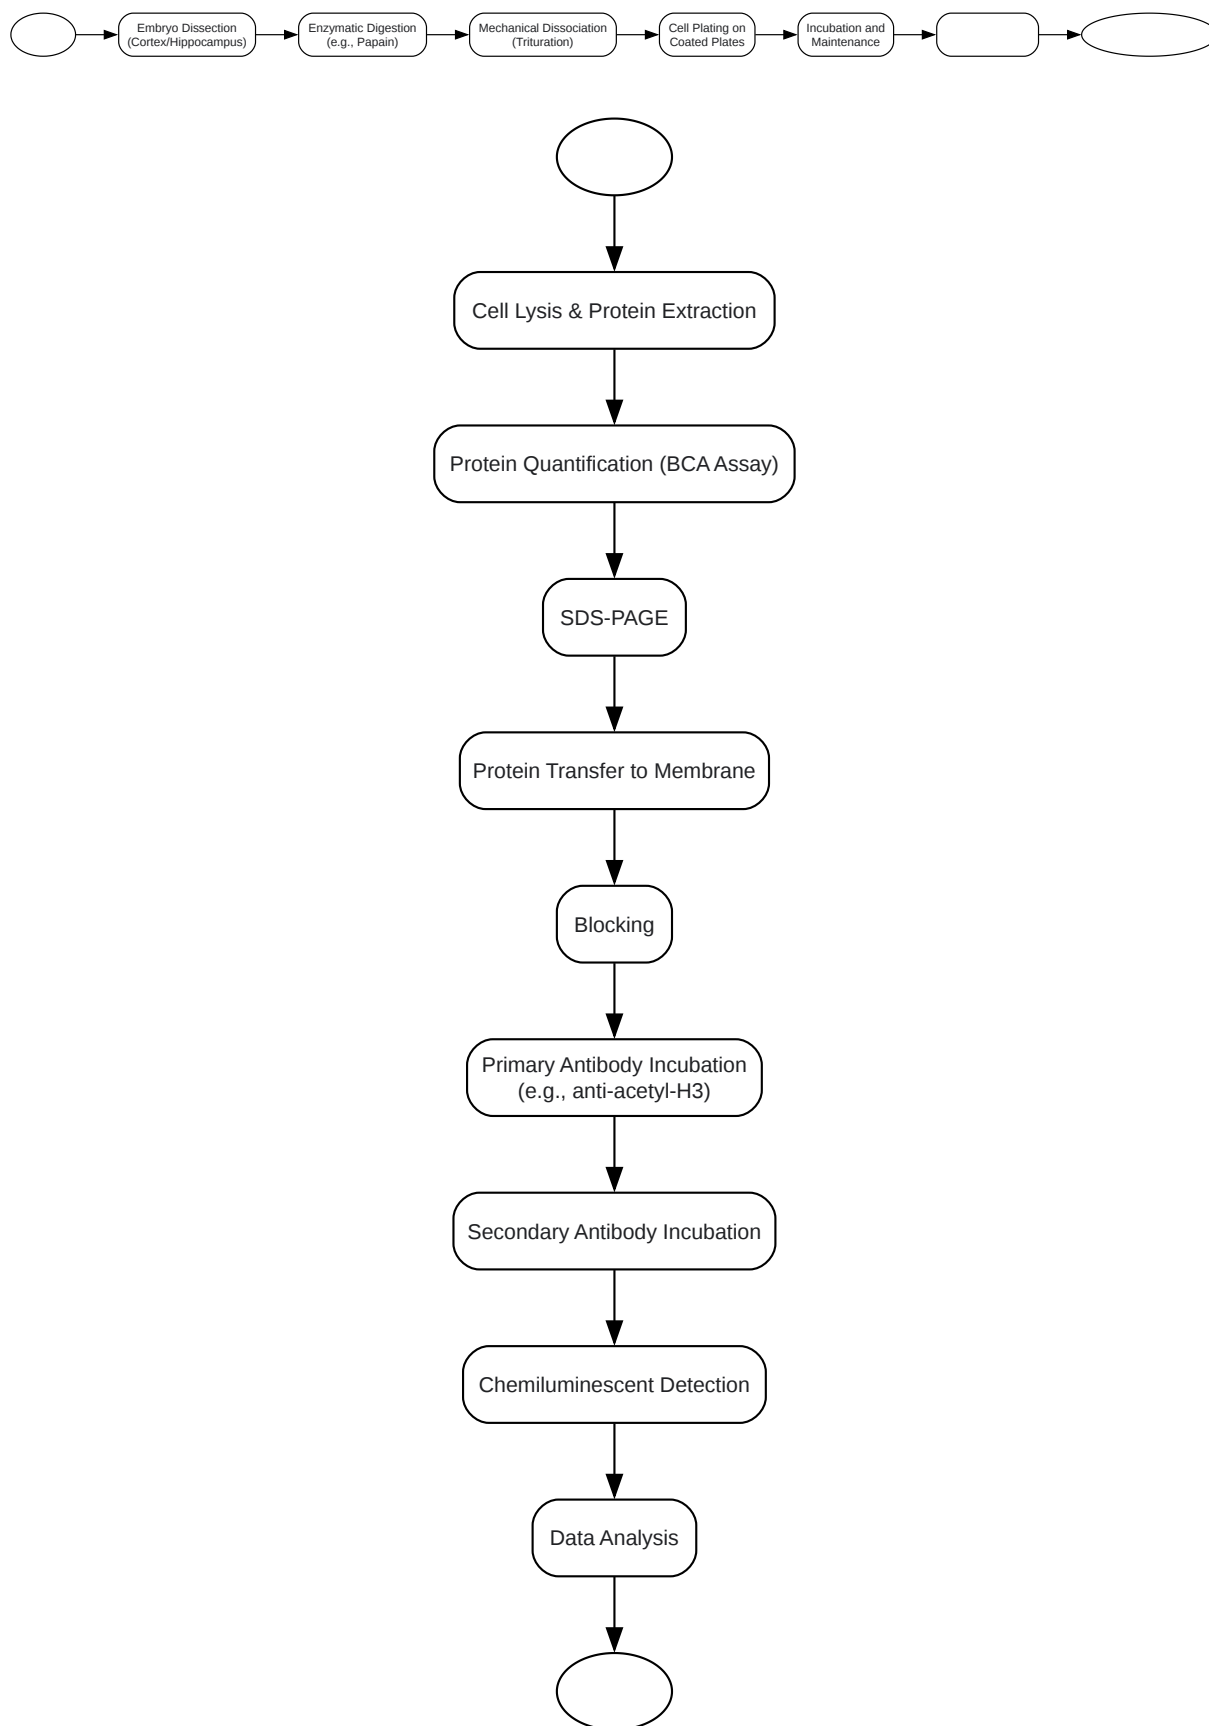 Embryo Dissection
(Cortex/Hippocampus)
Enzymatic Digestion
(e.g., Papain)
Mechanical Dissociation
(Trituration)
Cell Plating on
Coated Plates
Incubation and
Maintenance
Cell Lysis & Protein Extraction
Protein Quantification (BCA Assay)
SDS-PAGE
Protein Transfer to Membrane
Blocking
Primary Antibody Incubation
(e.g., anti-acetyl-H3)
Secondary Antibody Incubation
Chemiluminescent Detection
Data Analysis